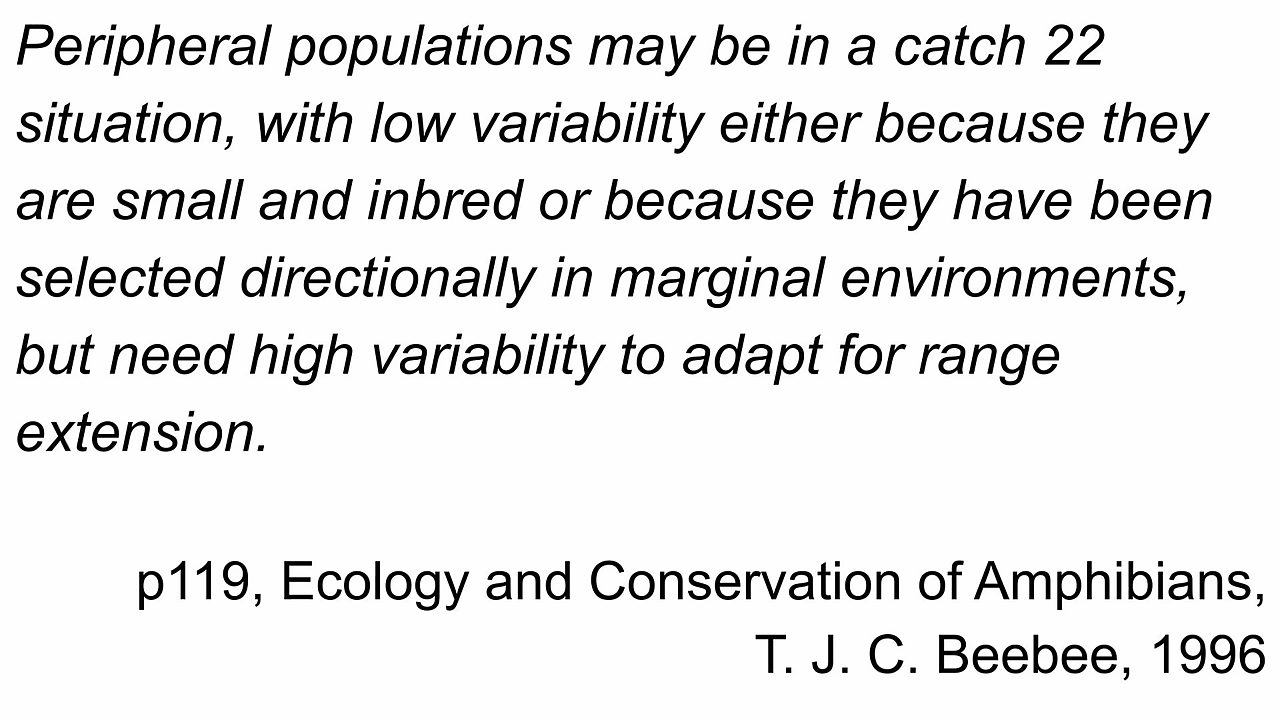 Peripheral populations may be in a catch 22
situation, with low variability either because they
are small and inbred or because they have been
selected directionally in marginal environments,
but need high variability to adapt for range
extension.
p119, Ecology and Conservation of Amphibians,
T. J. C. Beebee, 1996